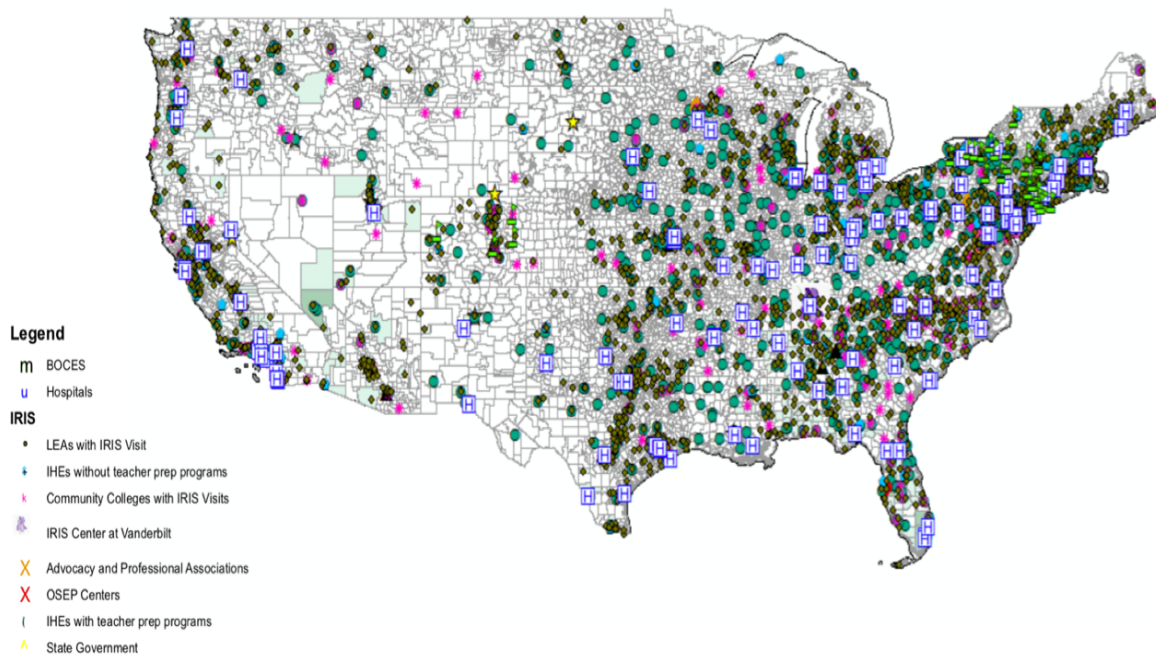 Legend
m BOCES
u Hospitals
IRIS
LEAs with IRIS Visit
IHEs without teacher prep programs
k Community Colleges with IRIS Visits
IRIS Center at Vanderbilt
X Advocacy and Professional Associations
X OSEP Centers
( IHEs with teacher prep programs
^ State Government